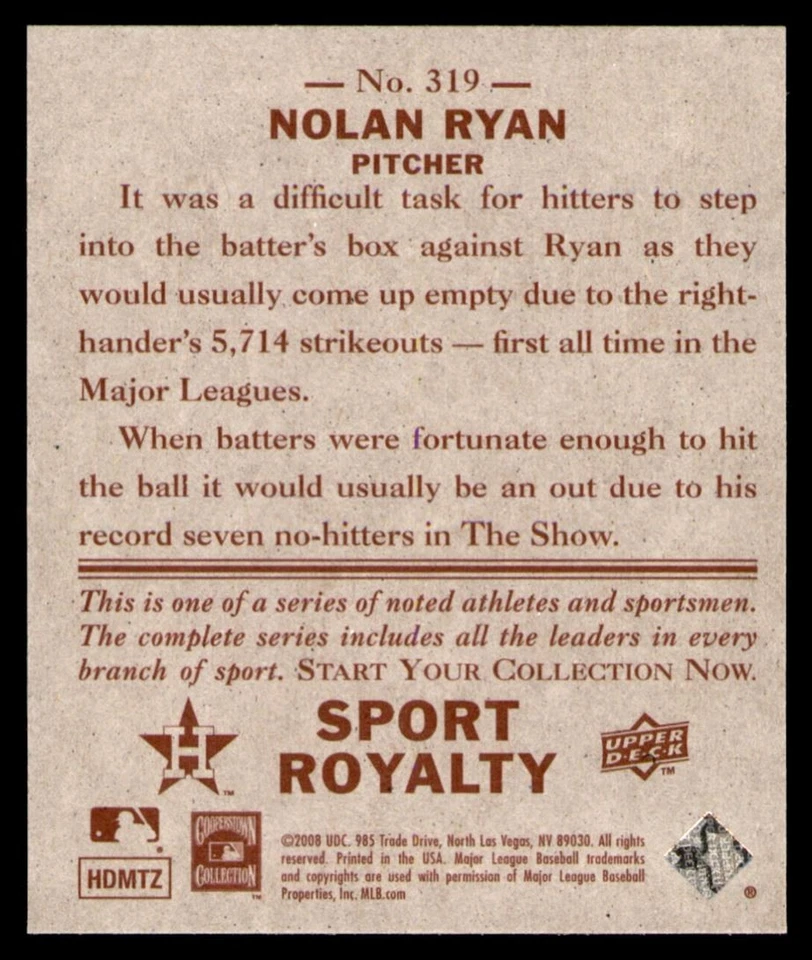 — No. 319 —
NOLAN RYAN
PITCHER
It was a difficult task for hitters to step
into the batter's box against Ryan as they
would usually come up empty due to the right-
hander's 5,714 strikeouts — first all time in the
Major Leagues.
When batters were fortunate enough to hit
the ball it would usually be an out due to his
record seven no-hitters in The Show.
This is one of a series of noted athletes and sportsmen.
The complete series includes all the leaders in every
branch of sport. START YOUR COLLECTION NOW.
H
™
SPORT
ROYALTY
UPPER
D·E·C·K
™
®
HDMTZ
COOPERSTOWN
COLLECTION
™
©2008 UDC. 985 Trade Drive, North Las Vegas, NV 89030. All rights
reserved. Printed in the USA. Major League Baseball trademarks
and copyrights are used with permission of Major League Baseball
Properties, Inc. MLB.com
®